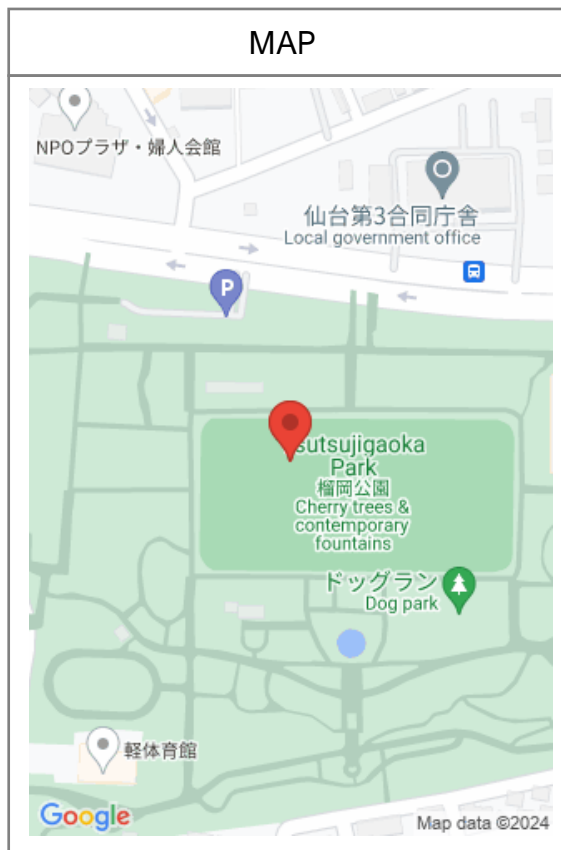 MAP
NPOプラザ・婦人会館
仙台第3合同庁舎
Local government office
P
sutsujigaoka
Park
榴岡公園
Cherry trees &
contemporary
fountains
ドッグラン
Dog park
軽体育館
Google
Map data ©2024